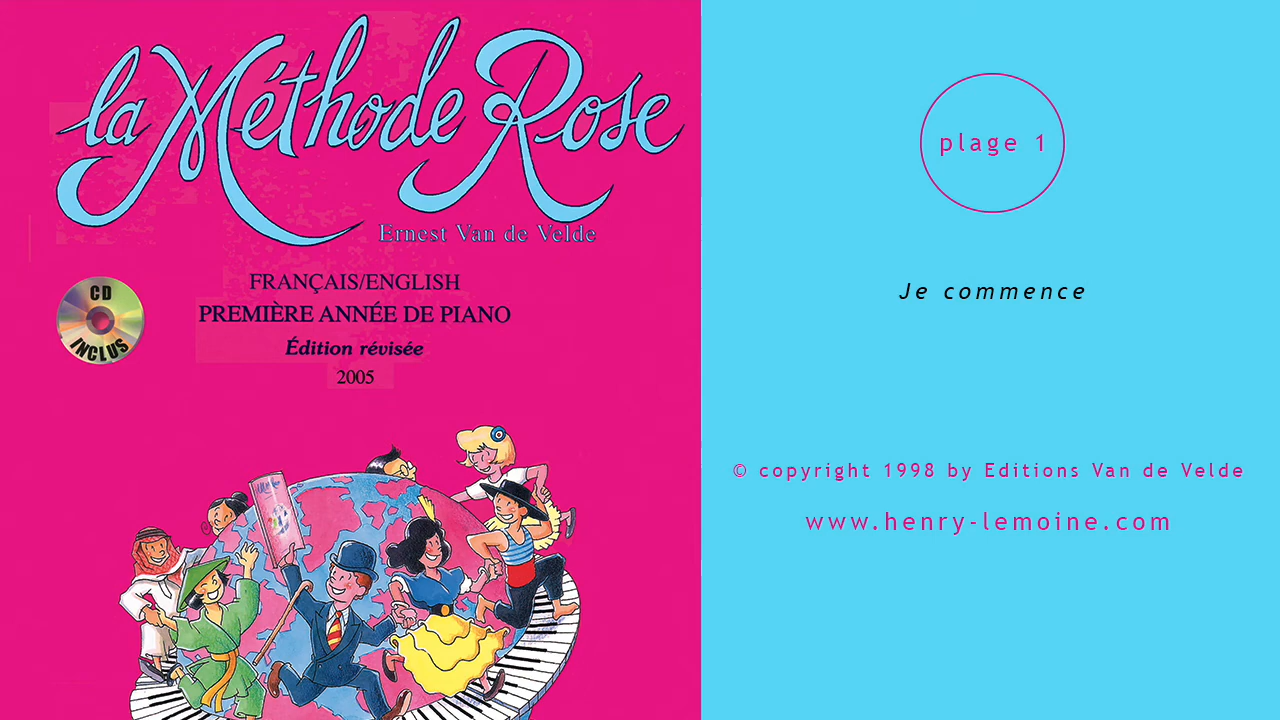 la Méthode Rose
Ernest Van de Velde
FRANÇAIS/ENGLISH
PREMIÈRE ANNÉE DE PIANO
Édition révisée
2005
CD
INCLUS
plage 1
Je commence
© copyright 1998 by Editions Van de Velde
www.henry-lemoine.com